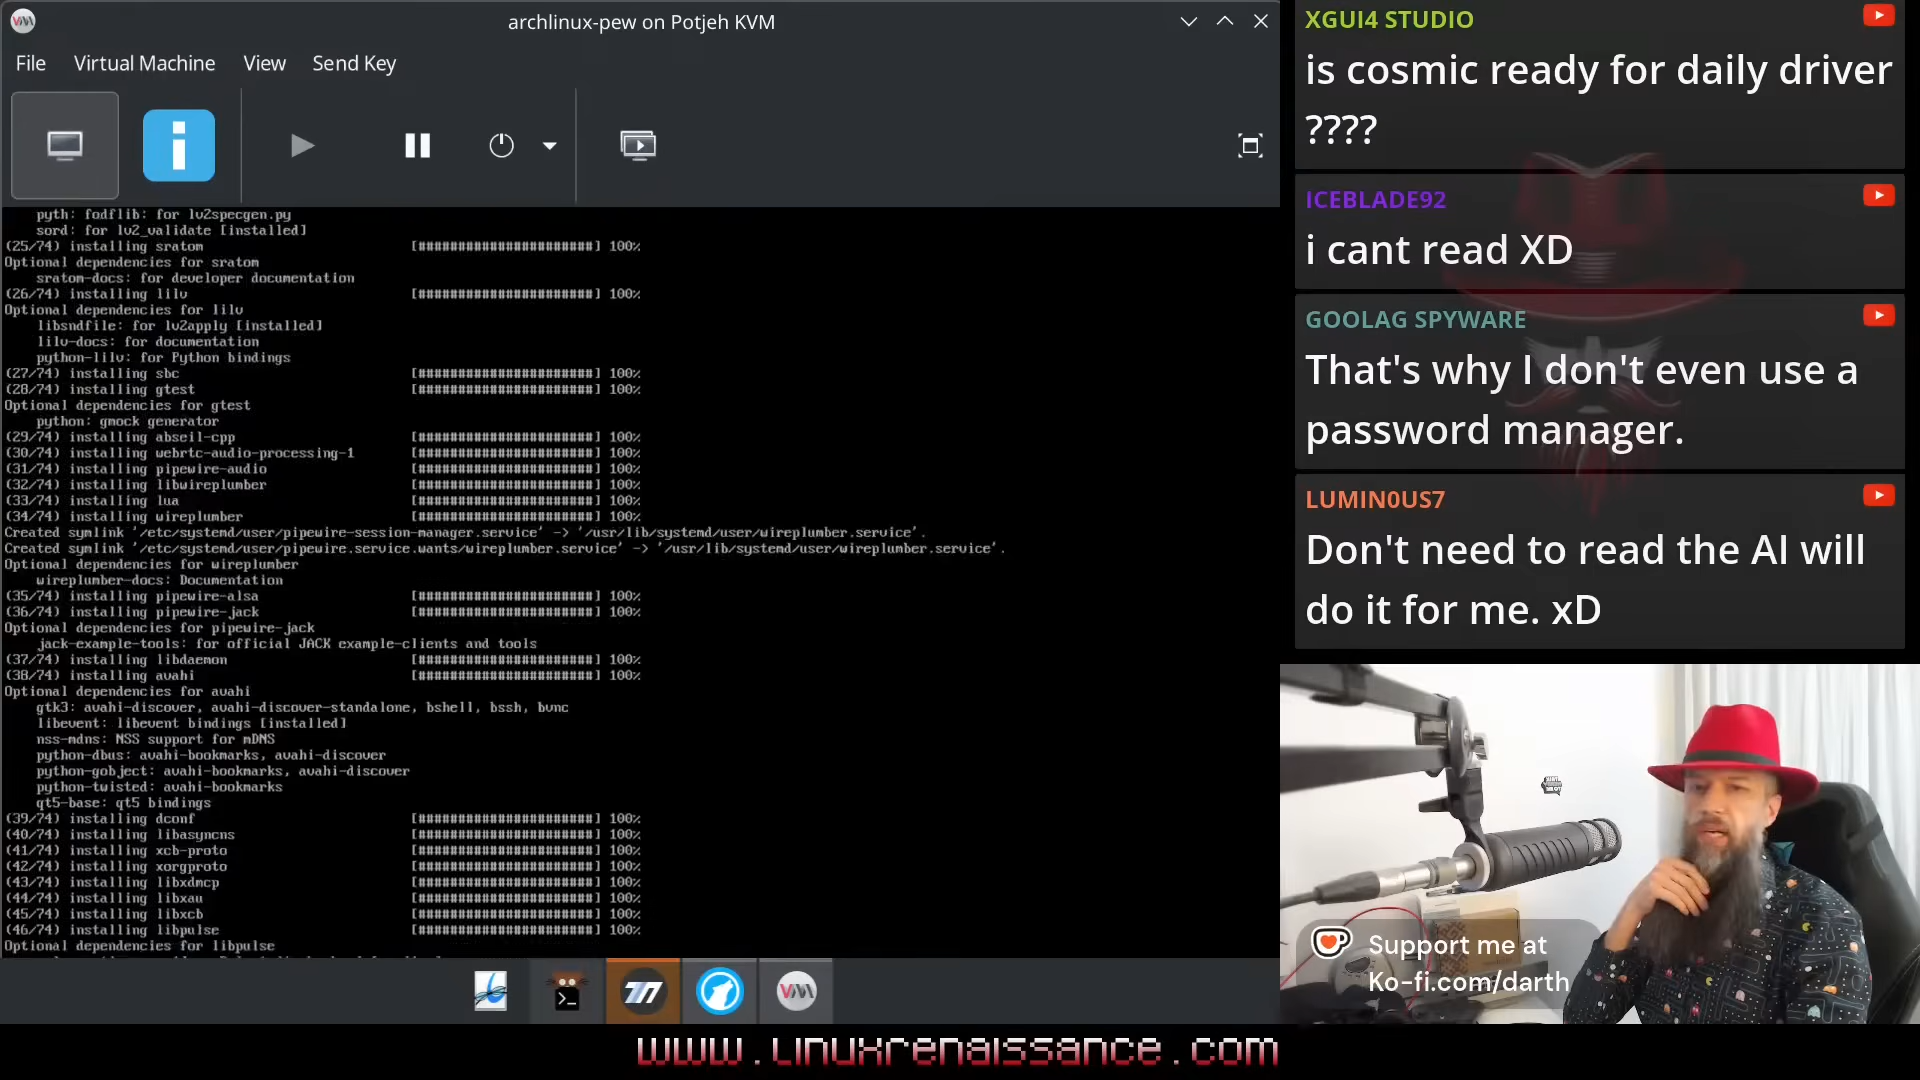 archlinux-pew on Potjeh KVM
File Virtual Machine View Send Key
pyth: fodflib: for lv2specgen.py
sord: for lv2_validate [installed]
(25/74) installing sratom [######################] 100%
Optional dependencies for sratom
sratom-docs: for developer documentation
(26/74) installing lilv [######################] 100%
Optional dependencies for lilv
libsndfile: for lv2apply [installed]
lilv-docs: for documentation
python-lilv: for Python bindings
(27/74) installing sbc [######################] 100%
(28/74) installing gtest [######################] 100%
Optional dependencies for gtest
python: gmock generator
(29/74) installing abseil-cpp [######################] 100%
(30/74) installing webrtc-audio-processing-1 [######################] 100%
(31/74) installing pipewire-audio [######################] 100%
(32/74) installing libwireplumber [######################] 100%
(33/74) installing lua [######################] 100%
(34/74) installing wireplumber [######################] 100%
Created symlink '/etc/systemd/user/pipewire-session-manager.service' -> '/usr/lib/systemd/user/wireplumber.service'.
Created symlink '/etc/systemd/user/pipewire.service.wants/wireplumber.service' -> '/usr/lib/systemd/user/wireplumber.service'.
Optional dependencies for wireplumber
wireplumber-docs: Documentation
(35/74) installing pipewire-alsa [######################] 100%
(36/74) installing pipewire-jack [######################] 100%
Optional dependencies for pipewire-jack
jack-example-tools: for official JACK example-clients and tools
(37/74) installing libdaemon [######################] 100%
(38/74) installing avahi [######################] 100%
Optional dependencies for avahi
gtk3: avahi-discover, avahi-discover-standalone, bshell, bssh, bvnc
libevent: libevent bindings [installed]
nss-mdns: NSS support for mDNS
python-dbus: avahi-bookmarks, avahi-discover
python-gobject: avahi-bookmarks, avahi-discover
python-twisted: avahi-bookmarks
qt5-base: qt5 bindings
(39/74) installing dconf [######################] 100%
(40/74) installing libasyncns [######################] 100%
(41/74) installing xcb-proto [######################] 100%
(42/74) installing xorgproto [######################] 100%
(43/74) installing libxdmcp [######################] 100%
(44/74) installing libxau [######################] 100%
(45/74) installing libxcb [######################] 100%
(46/74) installing libpulse [######################] 100%
Optional dependencies for libpulse
XGUI4 STUDIO
is cosmic ready for daily driver
????
ICEBLADE92
i cant read XD
GOOLAG SPYWARE
That's why I don't even use a
password manager.
LUMIN0US7
Don't need to read the AI will
do it for me. xD
Support me at
Ko-fi.com/darth
www.linuxrenaissance.com